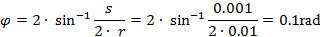 φ = 2 · sin⁻¹ s / (2 · r) = 2 · sin⁻¹ 0.001 / (2 · 0.01) = 0.1rad